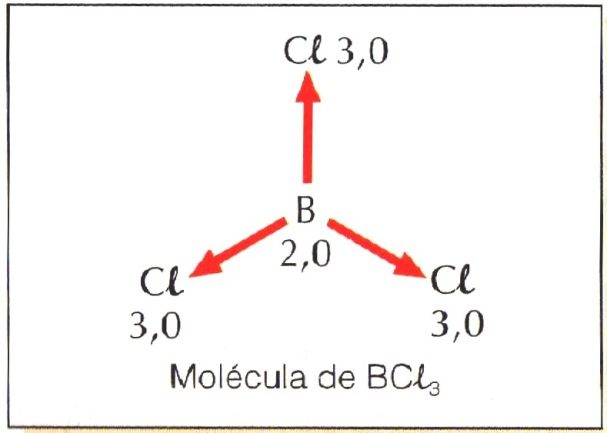 Cℓ 3,0
B
2,0
Cℓ Cℓ
3,0 3,0
Molécula de BCℓ₃